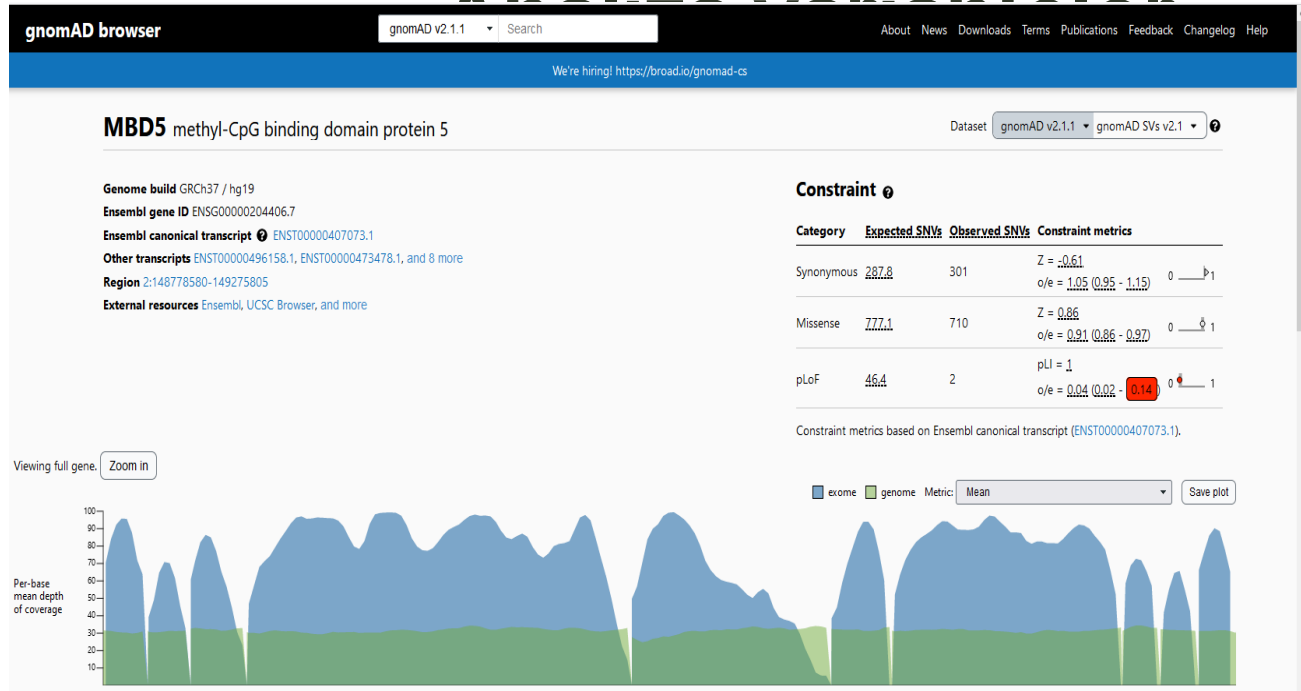 gnomAD browser
gnomAD v2.1.1 Search
About News Downloads Terms Publications Feedback Changelog Help
We're hiring! https://broad.io/gnomad-cs
MBD5 methyl-CpG binding domain protein 5
Dataset gnomAD v2.1.1 gnomAD SVs v2.1 ?
Genome build GRCh37 / hg19
Ensembl gene ID ENSG00000204406.7
Ensembl canonical transcript ? ENST00000407073.1
Other transcripts ENST00000496158.1, ENST00000473478.1, and 8 more
Region 2:148778580-149275805
External resources Ensembl, UCSC Browser, and more
Constraint ?
Category Expected SNVs Observed SNVs Constraint metrics
Synonymous 287.8 301 Z = -0.61
o/e = 1.05 (0.95 - 1.15) 0 1
Missense 777.1 710 Z = 0.86
o/e = 0.91 (0.86 - 0.97) 0 1
pLoF 46.4 2 pLI = 1
o/e = 0.04 (0.02 - 0.14) 0 1
Constraint metrics based on Ensembl canonical transcript (ENST00000407073.1).
Viewing full gene. Zoom in
exome genome Metric: Mean Save plot
Per-base
mean depth
of coverage
100
90
80
70
60
50
40
30
20
10